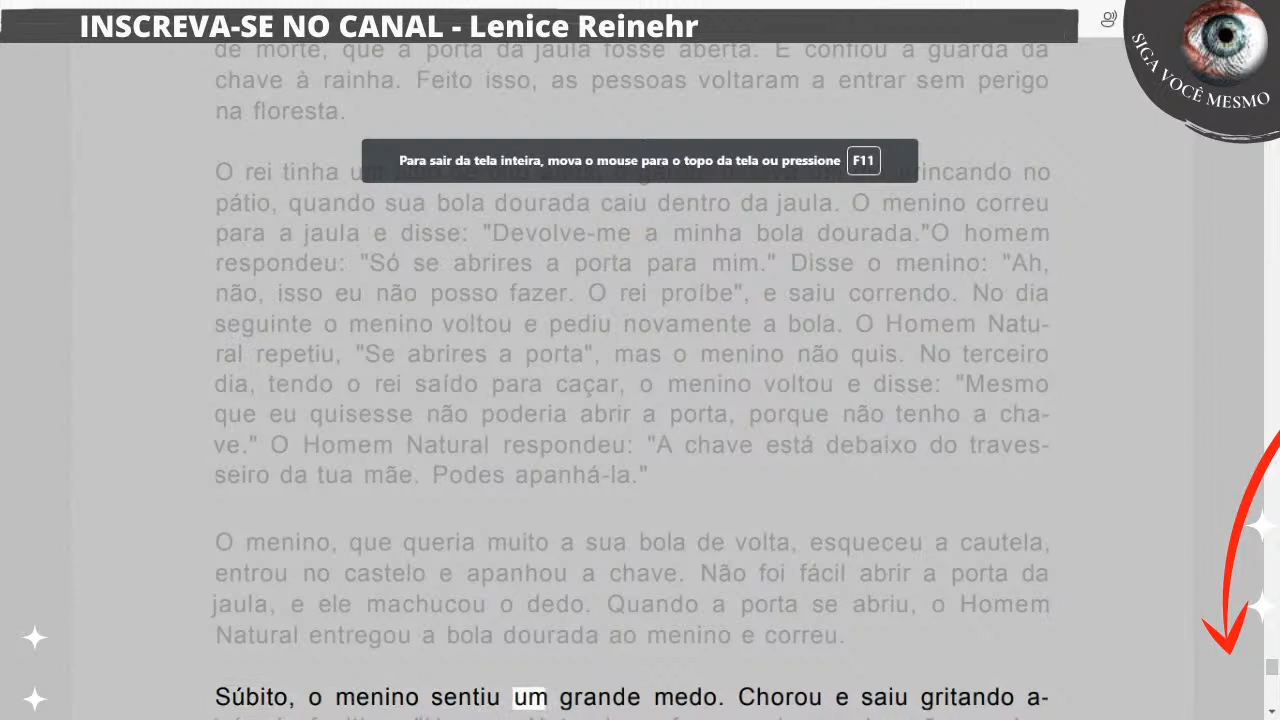 INSCREVA-SE NO CANAL - Lenice Reinehr
SIGA VOCÊ MESMO
de morte, que a porta da jaula fosse aberta. E confiou a guarda da
chave à rainha. Feito isso, as pessoas voltaram a entrar sem perigo
na floresta.
Para sair da tela inteira, mova o mouse para o topo da tela ou pressione F11
O rei tinha brincando no
pátio, quando sua bola dourada caiu dentro da jaula. O menino correu
para a jaula e disse: "Devolve-me a minha bola dourada."O homem
respondeu: "Só se abrires a porta para mim." Disse o menino: "Ah,
não, isso eu não posso fazer. O rei proíbe", e saiu correndo. No dia
seguinte o menino voltou e pediu novamente a bola. O Homem Natu-
ral repetiu, "Se abrires a porta", mas o menino não quis. No terceiro
dia, tendo o rei saído para caçar, o menino voltou e disse: "Mesmo
que eu quisesse não poderia abrir a porta, porque não tenho a cha-
ve." O Homem Natural respondeu: "A chave está debaixo do traves-
seiro da tua mãe. Podes apanhá-la."
O menino, que queria muito a sua bola de volta, esqueceu a cautela,
entrou no castelo e apanhou a chave. Não foi fácil abrir a porta da
jaula, e ele machucou o dedo. Quando a porta se abriu, o Homem
Natural entregou a bola dourada ao menino e correu.
Súbito, o menino sentiu um grande medo. Chorou e saiu gritando a-